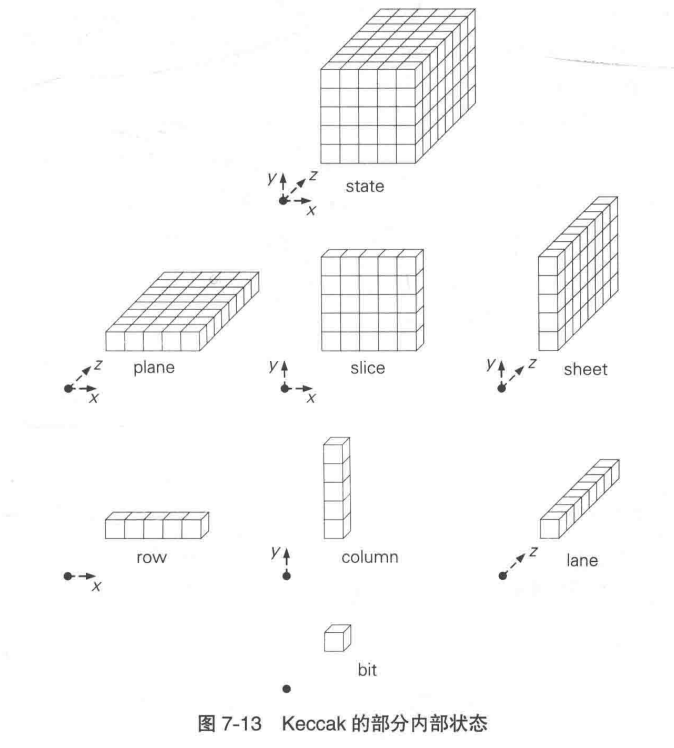 y
z
x
state
z
x
plane
y
x
slice
y
z
sheet
x
row
y
column
z
lane
bit
图 7-13 Keccak 的部分内部状态